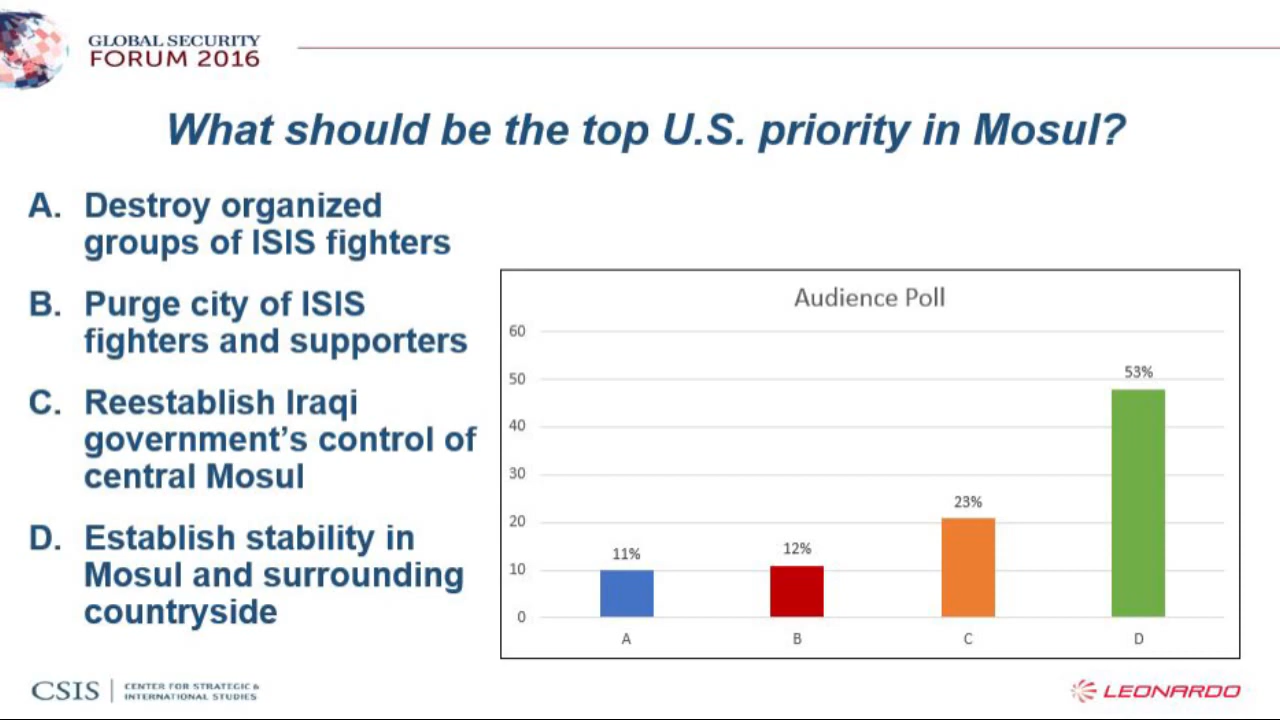 GLOBAL SECURITY
FORUM 2016
What should be the top U.S. priority in Mosul?
A. Destroy organized
groups of ISIS fighters
B. Purge city of ISIS
fighters and supporters
C. Reestablish Iraqi
government’s control of
central Mosul
D. Establish stability in
Mosul and surrounding
countryside
Audience Poll
60
50
40
30
20
10
0
11%
12%
23%
53%
A B C D
CSIS
CENTER FOR STRATEGIC &
INTERNATIONAL STUDIES
LEONARDO